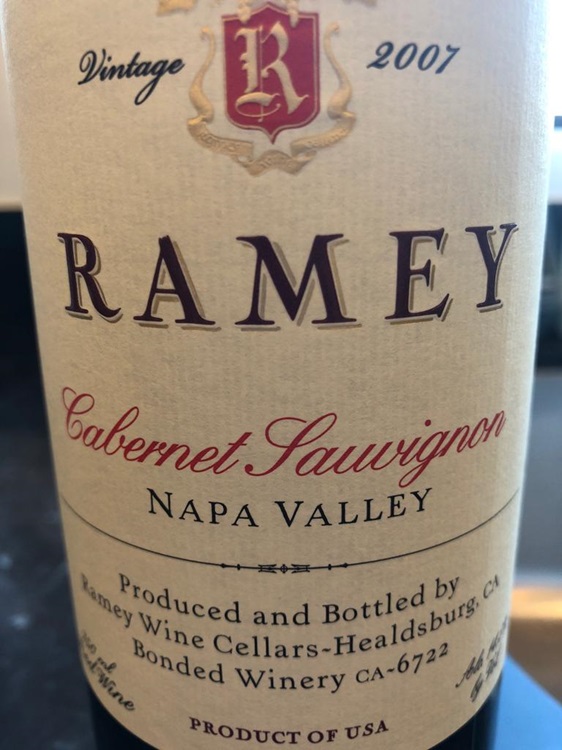 Vintage R 2007
RAMEY
Cabernet Sauvignon
NAPA VALLEY
Produced and Bottled by
Ramey Wine Cellars-Healdsburg, CA
Bonded Winery CA-6722
Wine
PRODUCT OF USA